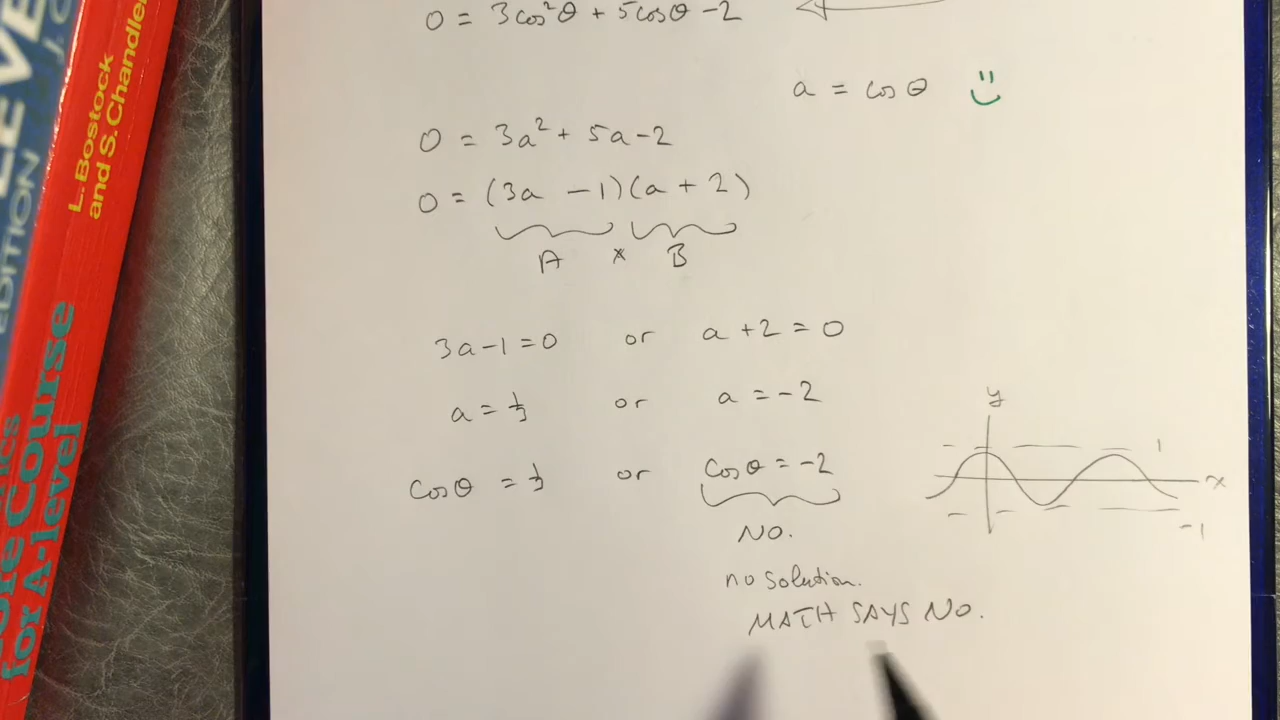 0 = 3cos²θ + 5cosθ - 2
a = cosθ
0 = 3a² + 5a - 2
0 = (3a - 1)(a + 2)
A × B
3a - 1 = 0 or a + 2 = 0
a = 1/3 or a = -2
cosθ = 1/3 or cosθ = -2
NO.
no solution.
MATH SAYS NO.
y
1
x
-1
L. Bostock
and S. Chandler
EDITION
Course
for A-level